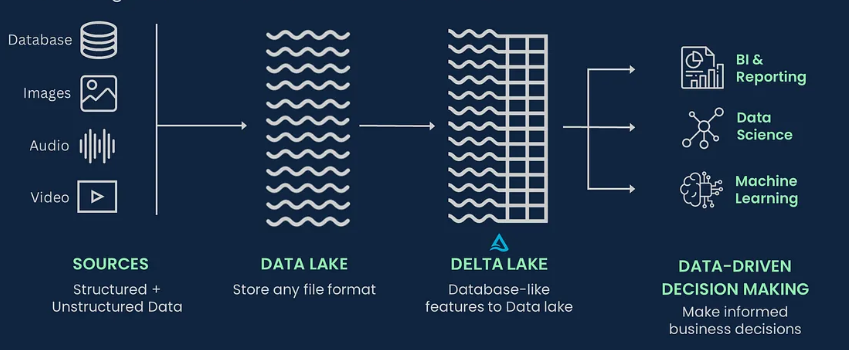 Database
Images
Audio
Video
SOURCES
Structured +
Unstructured Data
DATA LAKE
Store any file format
DELTA LAKE
Database-like
features to Data lake
BI &
Reporting
Data
Science
Machine
Learning
DATA-DRIVEN
DECISION MAKING
Make informed
business decisions